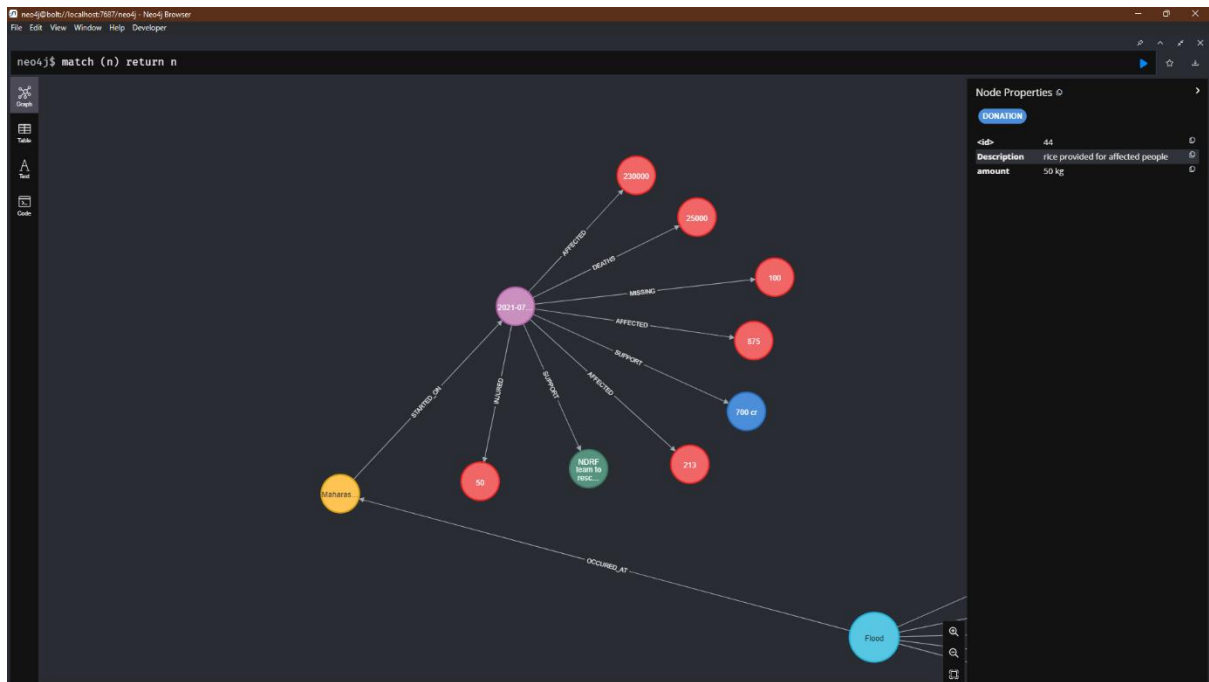 neo4j@bolt://localhost:7687/neo4j - Neo4j Browser
File Edit View Window Help Developer
neo4j$ match (n) return n
Graph
Table
Text
Code
Node Properties
DONATION
<id> 44
Description rice provided for affected people
amount 50 kg
230000
25000
AFFECTED
DEATHS
100
MISSING
2021-07...
AFFECTED
875
SUPPORT
AFFECTED
SUPPORT
INJURED
STARTED_ON
700 cr
213
NDRF
team to
resc...
50
Maharas...
OCCURED_AT
Flood